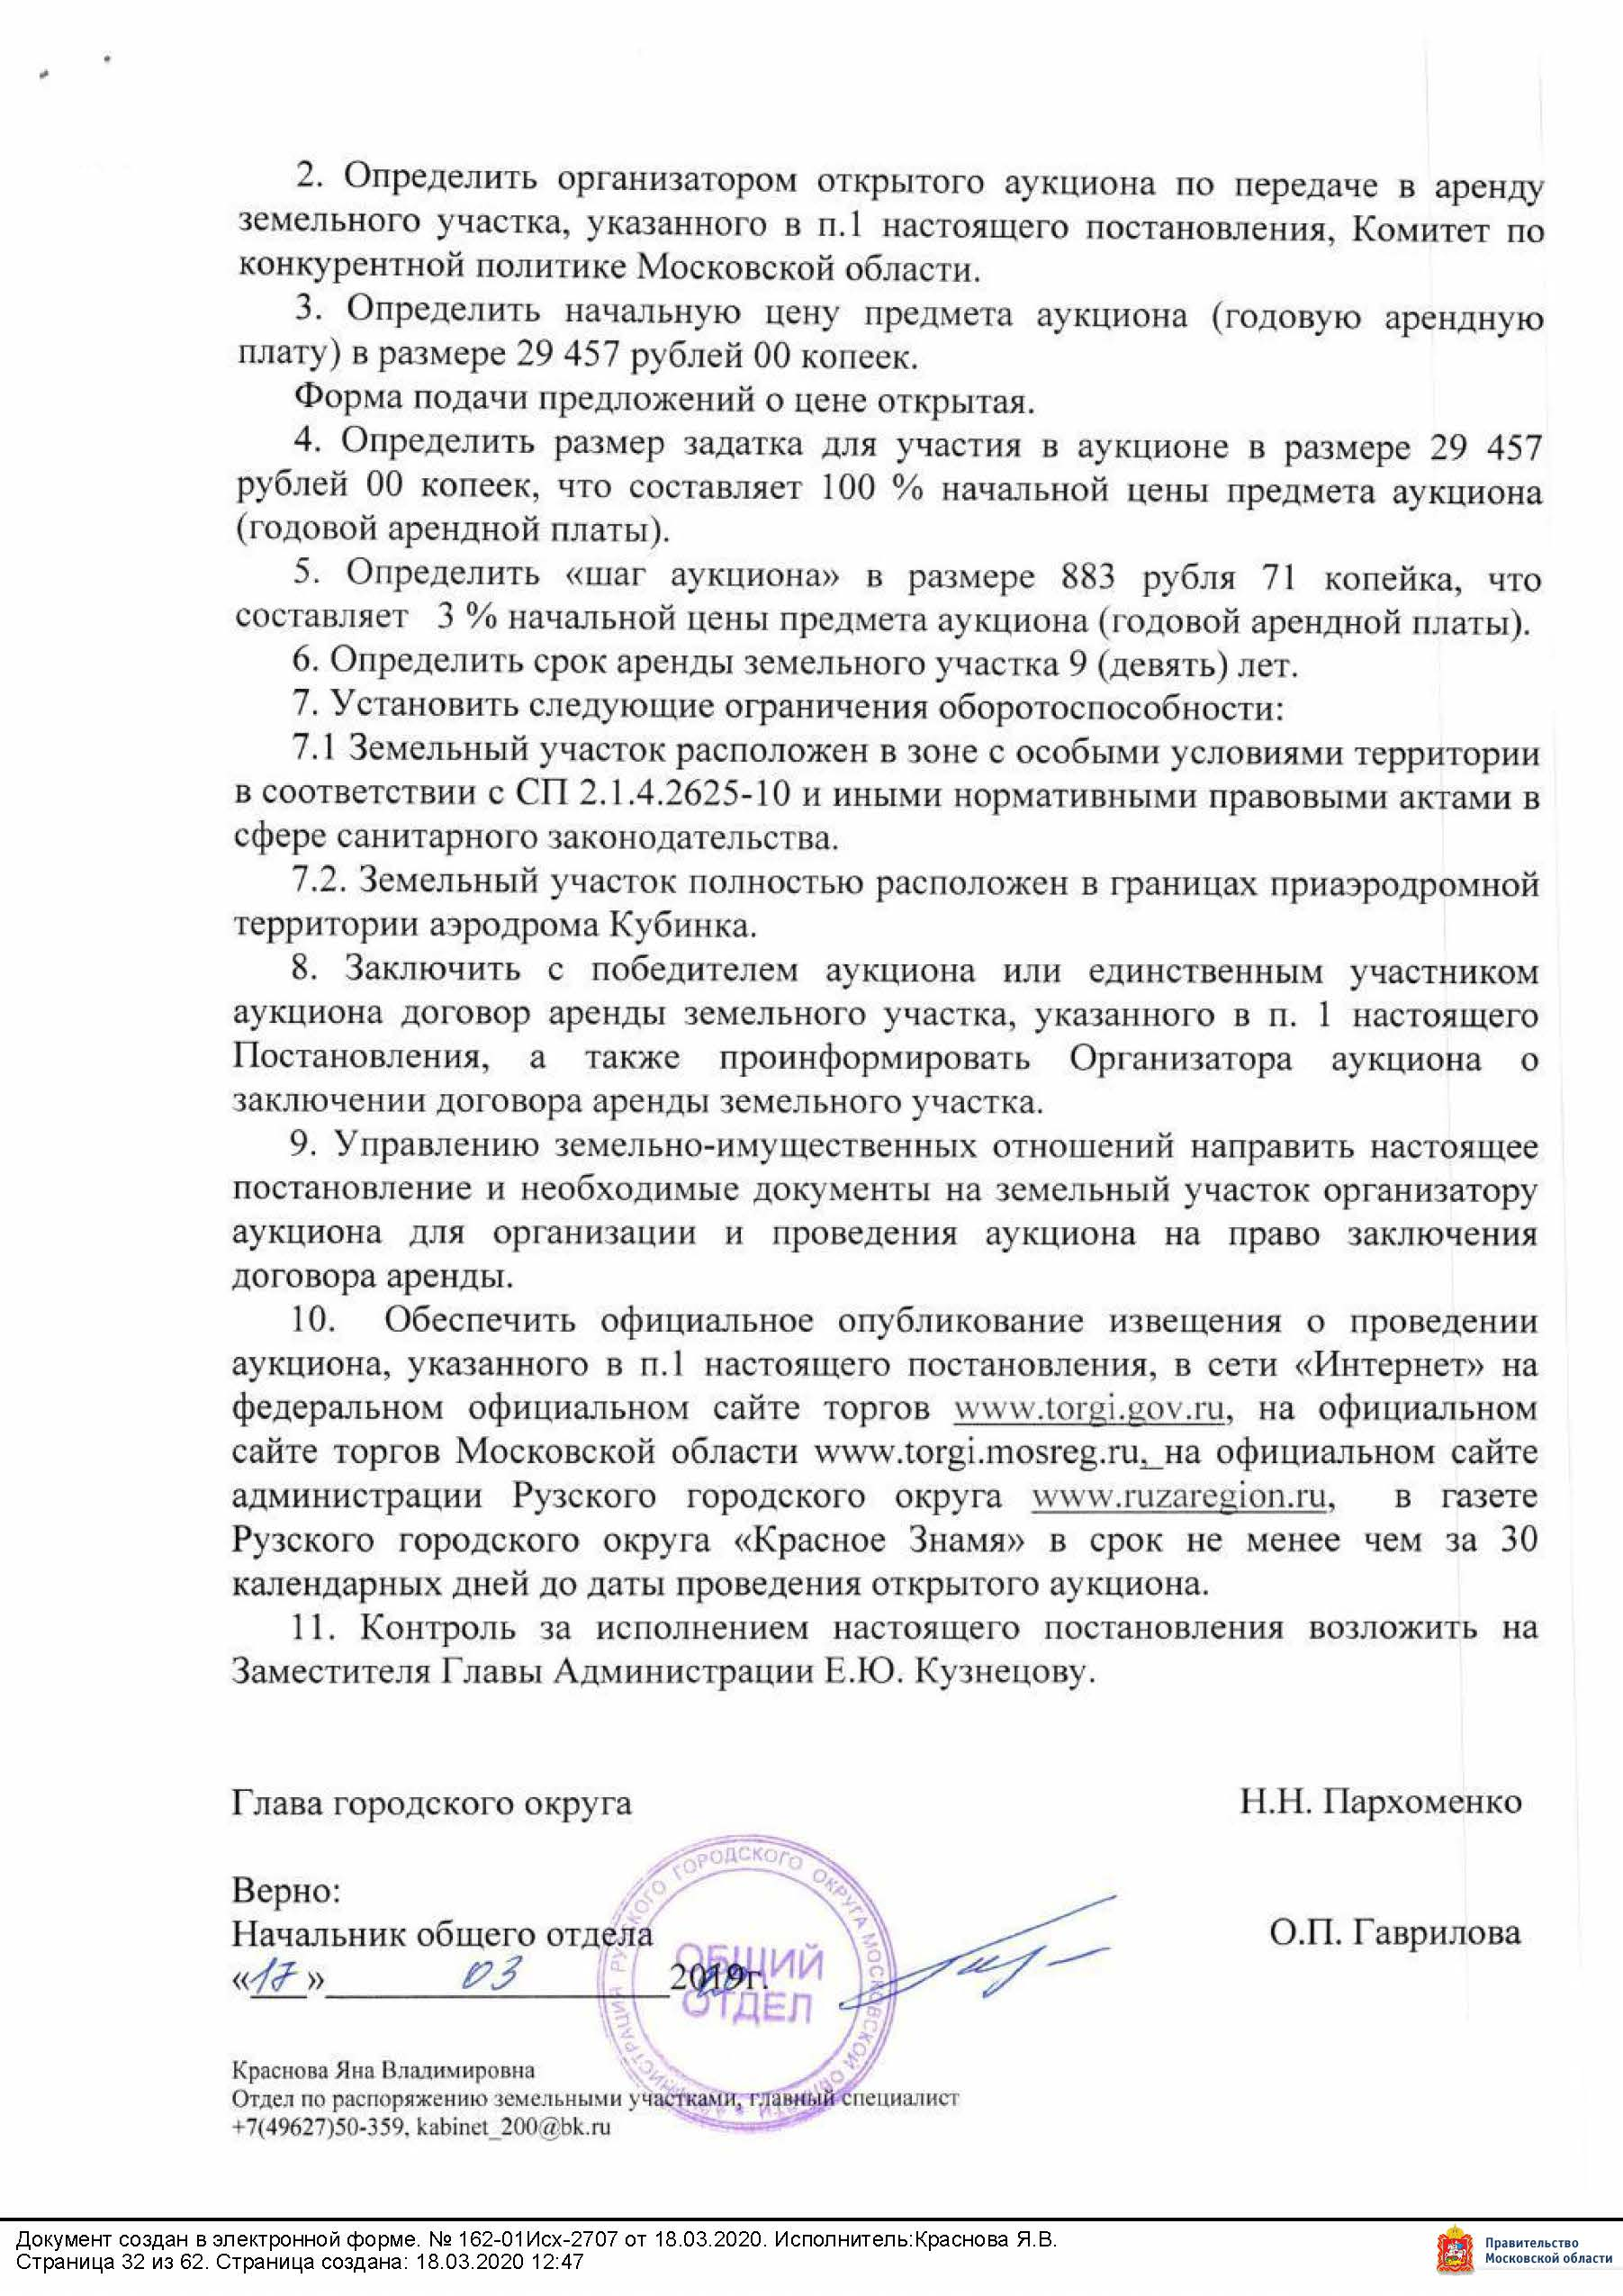 2. Определить организатором открытого аукциона по передаче в аренду
земельного участка, указанного в п.1 настоящего постановления, Комитет по
конкурентной политике Московской области.
3. Определить начальную цену предмета аукциона (годовую арендную
плату) в размере 29 457 рублей 00 копеек.
Форма подачи предложений о цене открытая.
4. Определить размер задатка для участия в аукционе в размере 29 457
рублей 00 копеек, что составляет 100 % начальной цены предмета аукциона
(годовой арендной платы).
5. Определить «шаг аукциона» в размере 883 рубля 71 копейка, что
составляет 3 % начальной цены предмета аукциона (годовой арендной платы).
6. Определить срок аренды земельного участка 9 (девять) лет.
7. Установить следующие ограничения оборотоспособности:
7.1 Земельный участок расположен в зоне с особыми условиями территории
в соответствии с СП 2.1.4.2625-10 и иными нормативными правовыми актами в
сфере санитарного законодательства.
7.2. Земельный участок полностью расположен в границах приаэродромной
территории аэродрома Кубинка.
8. Заключить с победителем аукциона или единственным участником
аукциона договор аренды земельного участка, указанного в п. 1 настоящего
Постановления, а также проинформировать Организатора аукциона о
заключении договора аренды земельного участка.
9. Управлению земельно-имущественных отношений направить настоящее
постановление и необходимые документы на земельный участок организатору
аукциона для организации и проведения аукциона на право заключения
договора аренды.
10. Обеспечить официальное опубликование извещения о проведении
аукциона, указанного в п.1 настоящего постановления, в сети «Интернет» на
федеральном официальном сайте торгов www.torgi.gov.ru, на официальном
сайте торгов Московской области www.torgi.mosreg.ru, на официальном сайте
администрации Рузского городского округа www.ruzaregion.ru, в газете
Рузского городского округа «Красное Знамя» в срок не менее чем за 30
календарных дней до даты проведения открытого аукциона.
11. Контроль за исполнением настоящего постановления возложить на
Заместителя Главы Администрации Е.Ю. Кузнецову.
Глава городского округа Н.Н. Пархоменко
Верно:
Начальник общего отдела О.П. Гаврилова
«17» 03 2019г.
АДМИНИСТРАЦИЯ РУЗСКОГО ГОРОДСКОГО ОКРУГА МОСКОВСКОЙ ОБЛАСТИ
ОБЩИЙ
ОТДЕЛ
Краснова Яна Владимировна
Отдел по распоряжению земельными участками, главный специалист
+7(49627)50-359, kabinet_200@bk.ru
Документ создан в электронной форме. № 162-01Исх-2707 от 18.03.2020. Исполнитель:Краснова Я.В.
Страница 32 из 62. Страница создана: 18.03.2020 12:47
Правительство
Московской области